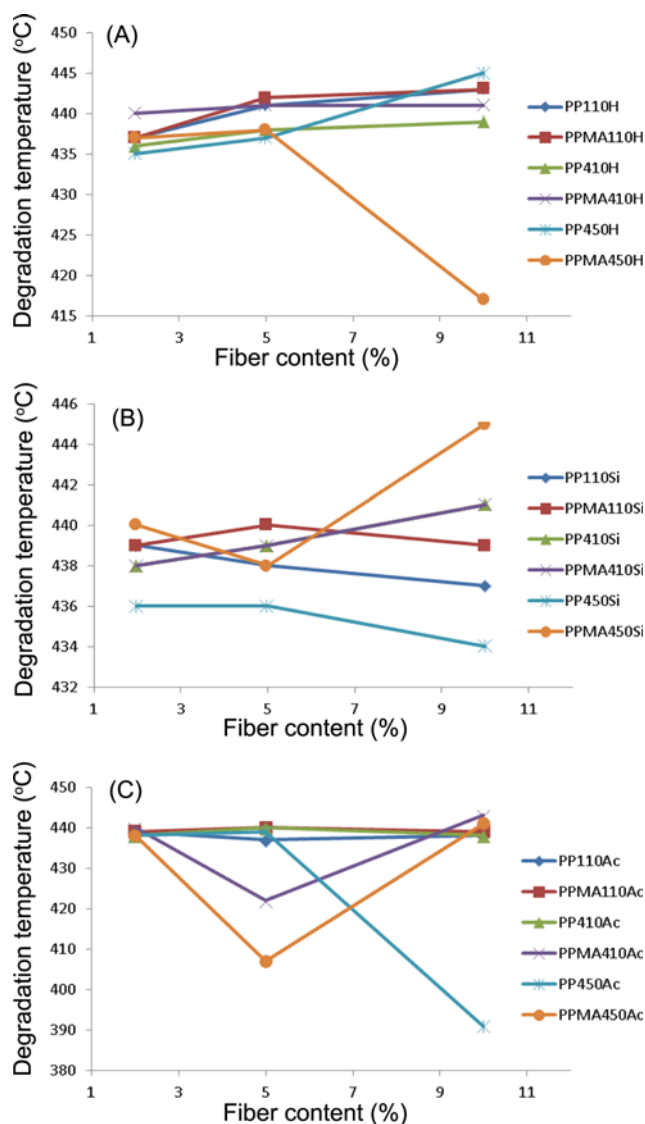 (A)
Degradation temperature (°C)
450
445
440
435
430
425
420
415
1 3 5 7 9 11
Fiber content (%)
PP110H
PPMA110H
PP410H
PPMA410H
PP450H
PPMA450H
(B)
Degradation temperature (°C)
446
444
442
440
438
436
434
432
1 3 5 7 9 11
Fiber content (%)
PP110Si
PPMA110Si
PP410Si
PPMA410Si
PP450Si
PPMA450Si
(C)
Degradation temperature (°C)
450
440
430
420
410
400
390
380
1 3 5 7 9 11
Fiber content (%)
PP110Ac
PPMA110Ac
PP410Ac
PPMA410Ac
PP450Ac
PPMA450Ac